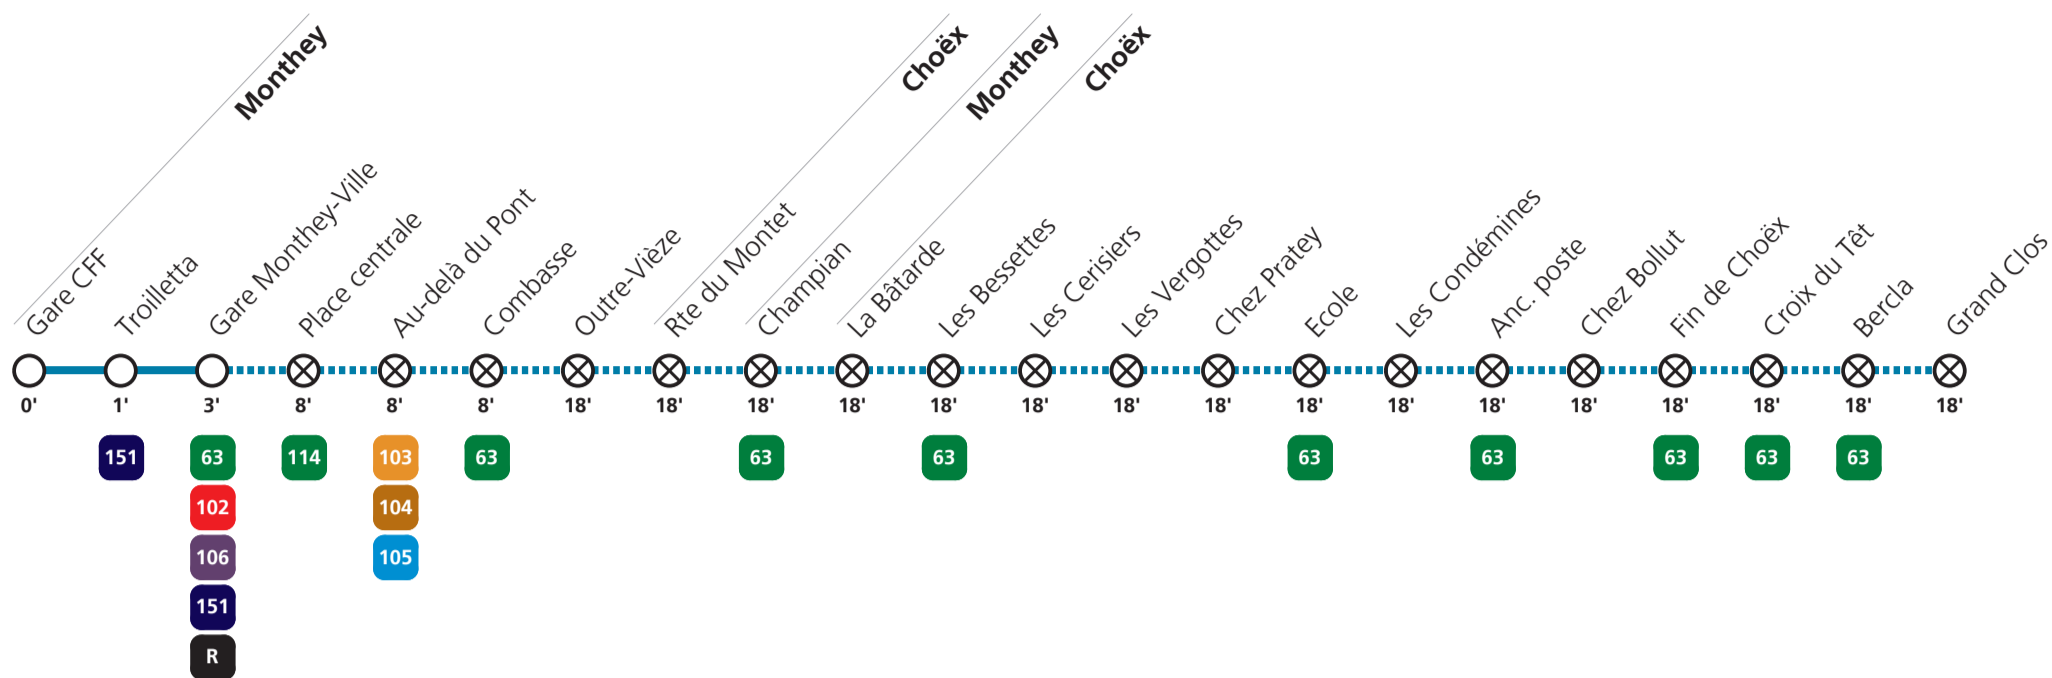 Monthey
Choëx
Monthey
Choëx
Gare CFF
Troilletta
Gare Monthey-Ville
Place centrale
Au-delà du Pont
Combasse
Outre-Vièze
Rte du Montet
Champian
La Bâtarde
Les Bessettes
Les Cerisiers
Les Vergottes
Chez Pratey
Ecole
Les Condémines
Anc. poste
Chez Bollut
Fin de Choëx
Croix du Têt
Bercla
Grand Clos
0' 1' 3' 8' 8' 8' 18' 18' 18' 18' 18' 18' 18' 18' 18' 18' 18' 18' 18' 18' 18' 18'
151 63 114 103 63 63 63 63 63 63 63 63
102 104
106 105
151
R